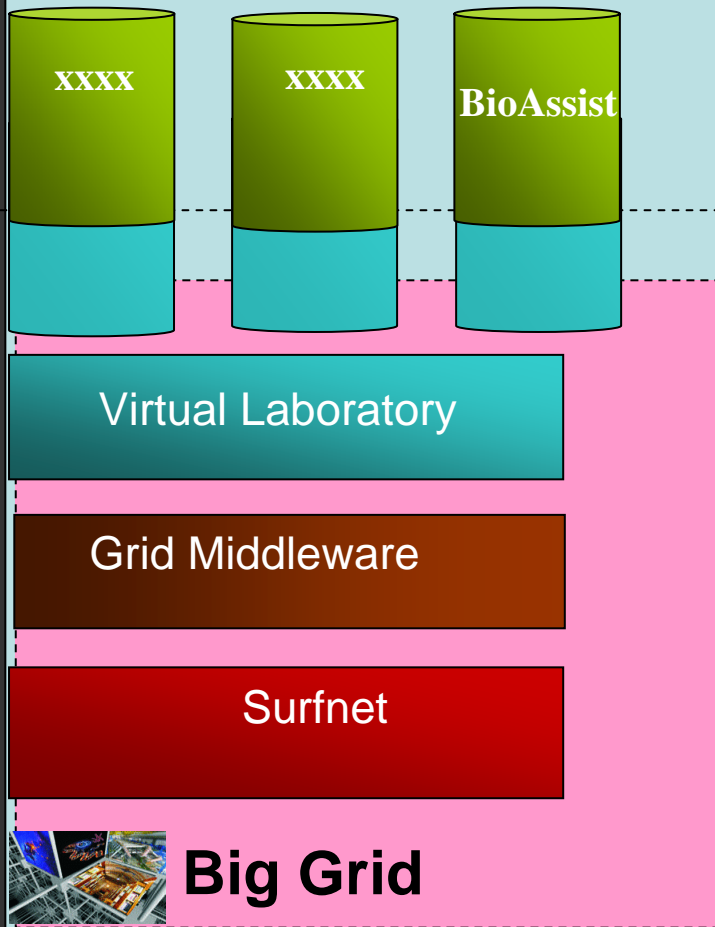 xxxx
xxxx
BioAssist
Virtual Laboratory
Grid Middleware
Surfnet
Big Grid